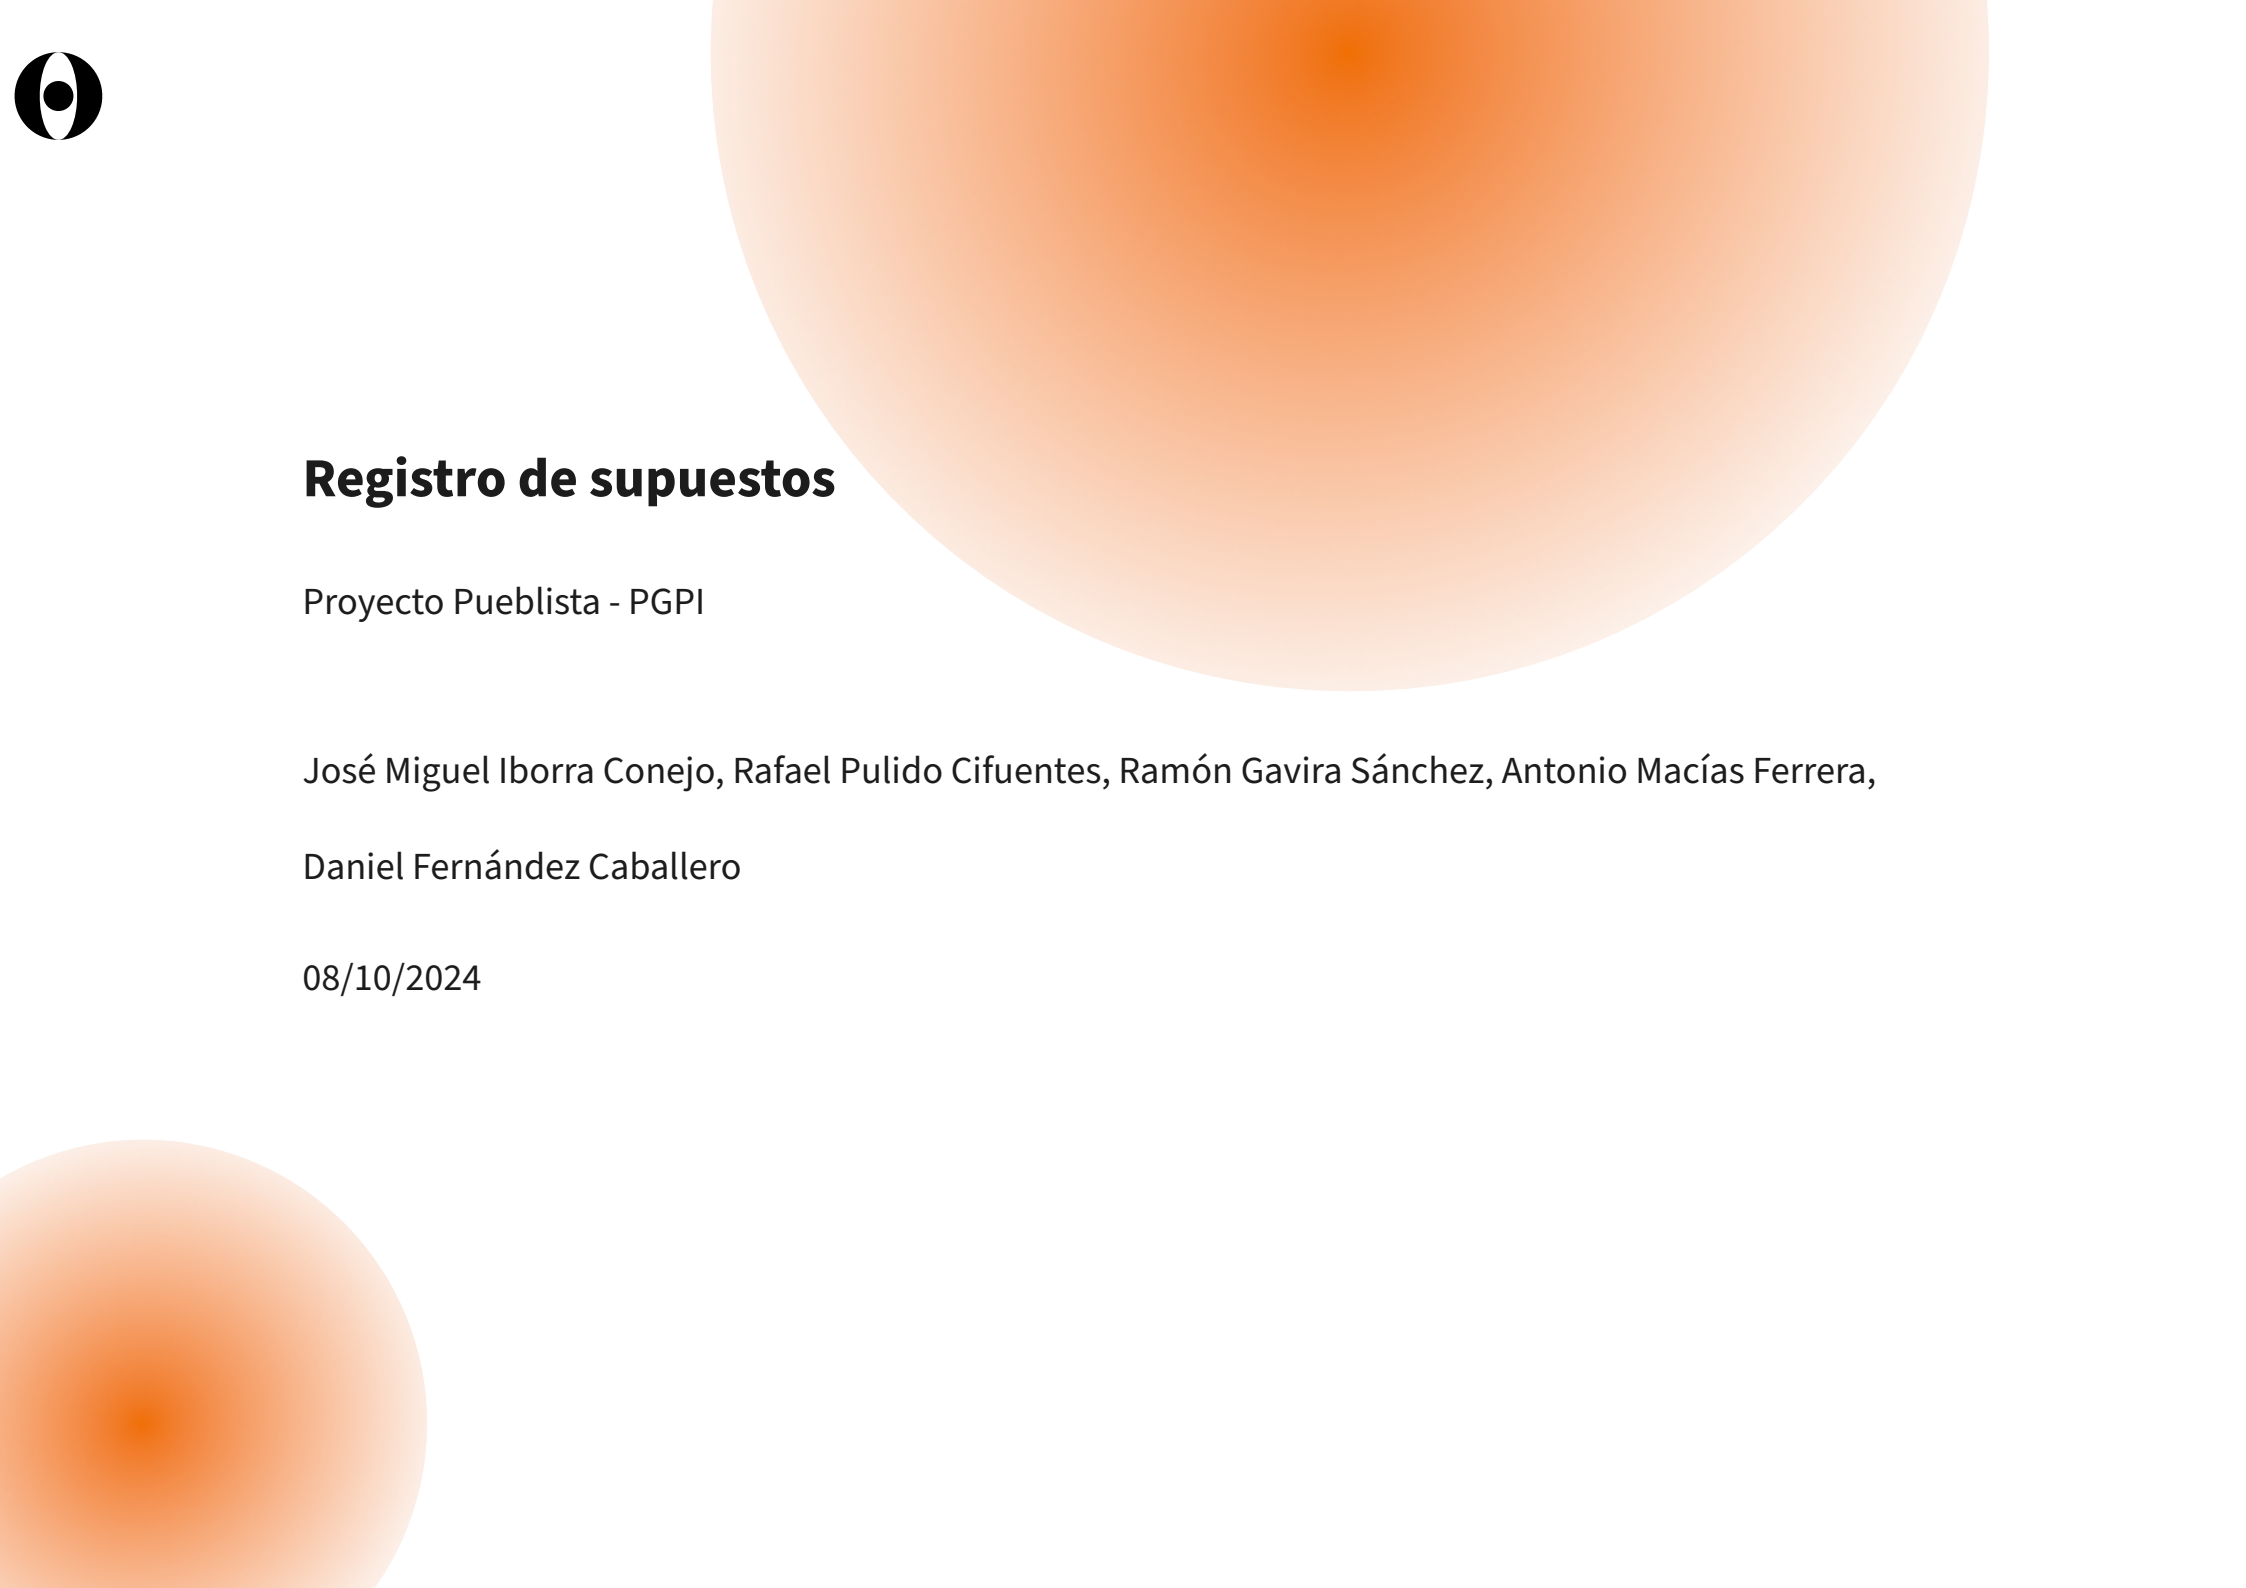 Registro de supuestos
Proyecto Pueblista - PGPI
José Miguel Iborra Conejo, Rafael Pulido Cifuentes, Ramón Gavira Sánchez, Antonio Macías Ferrera,
Daniel Fernández Caballero
08/10/2024